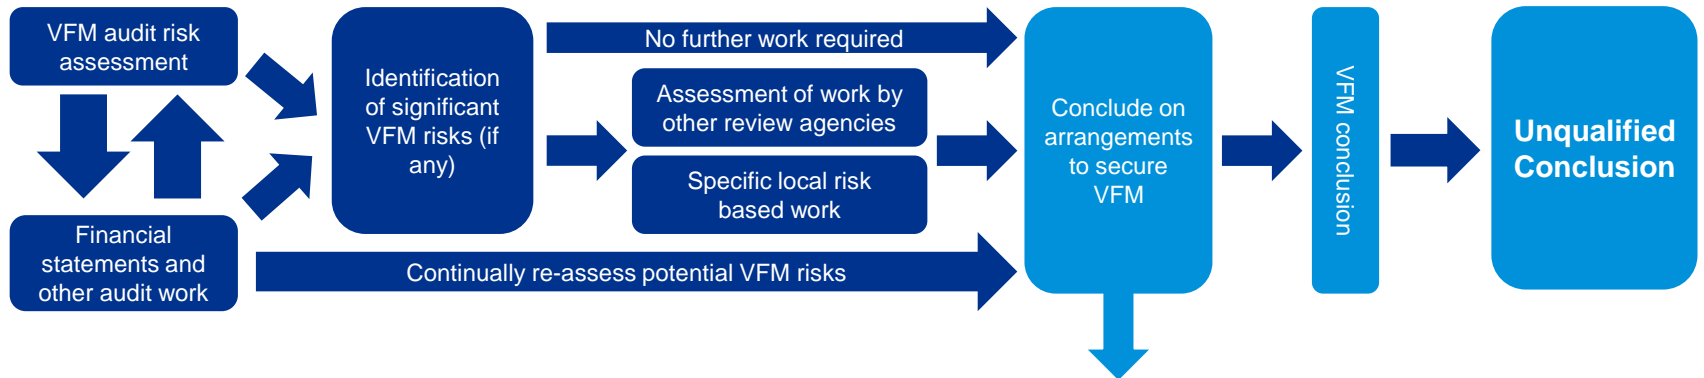 VFM audit risk
assessment
Financial
statements and
other audit work
Identification
of significant
VFM risks (if
any)
No further work required
Assessment of work by
other review agencies
Specific local risk
based work
Continually re-assess potential VFM risks
Conclude on
arrangements
to secure
VFM
VFM conclusion
Unqualified
Conclusion